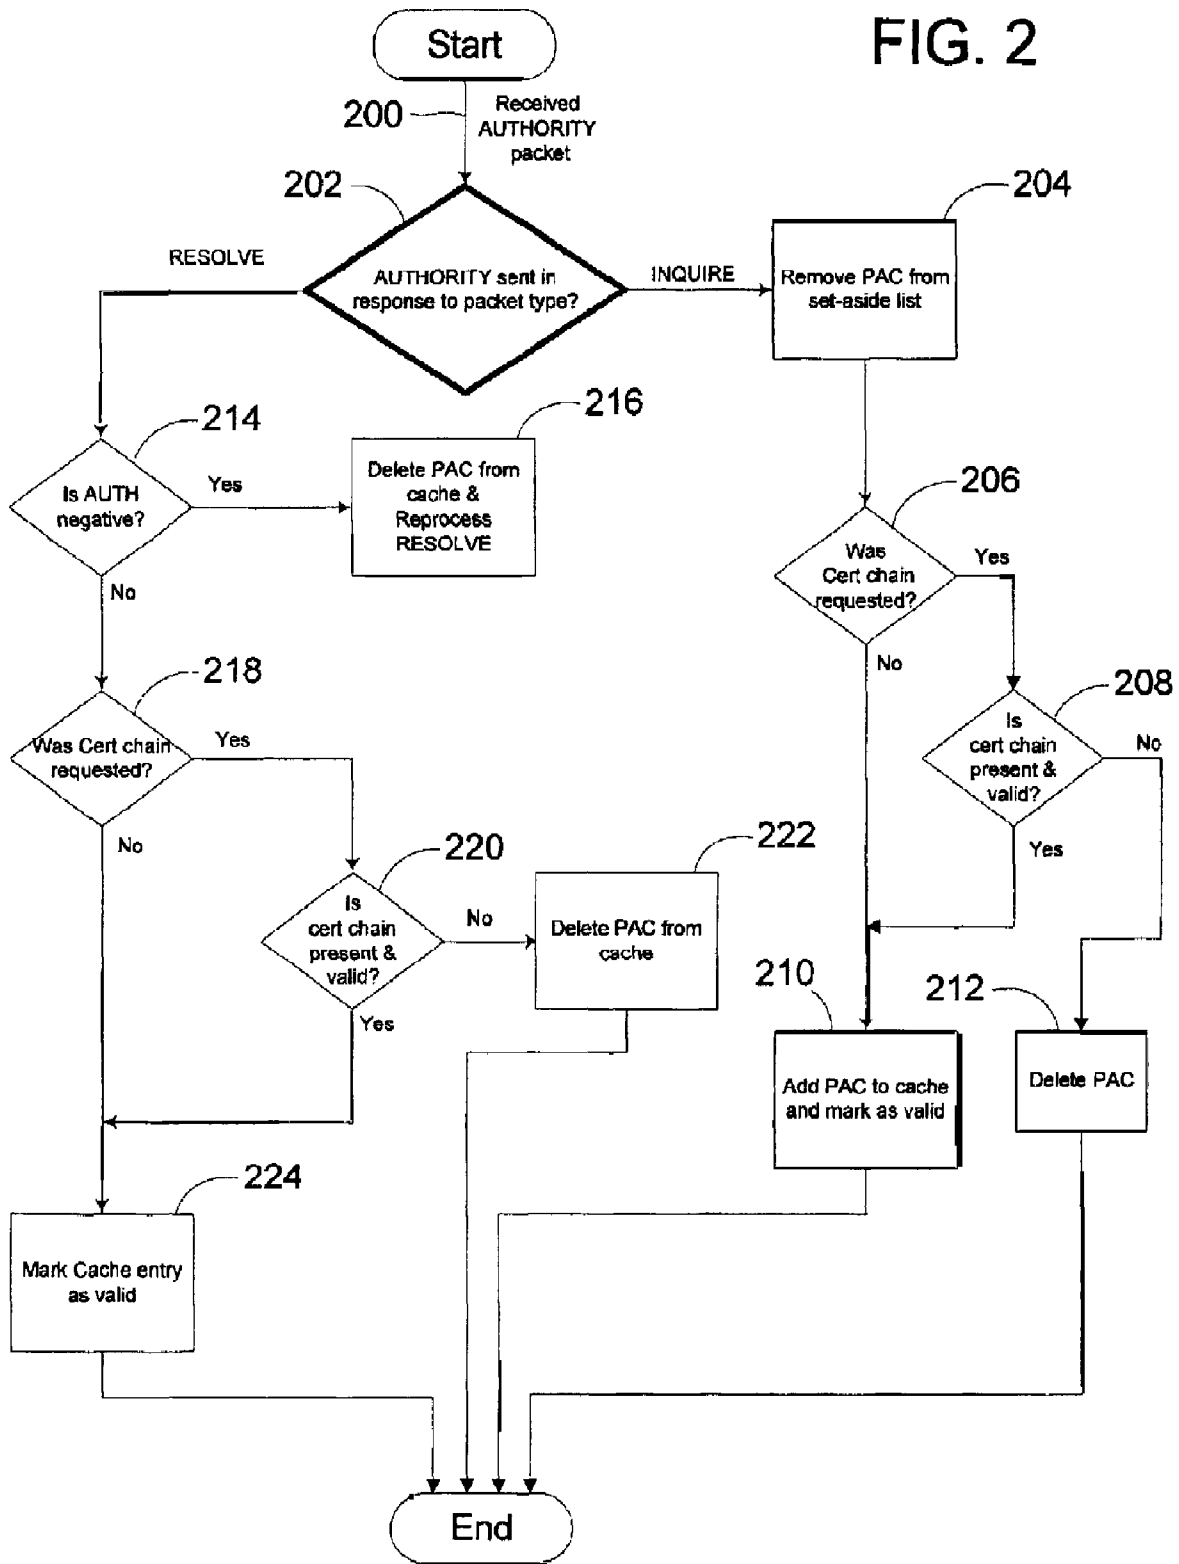 FIG. 2
Start
200
Received
AUTHORITY
packet
202
204
RESOLVE
AUTHORITY sent in
response to packet type?
INQUIRE
Remove PAC from
set-aside list
214
216
Is AUTH
negative?
Yes
Delete PAC from
cache &
Reprocess
RESOLVE
No
206
Was
Cert chain
requested?
Yes
No
218
Was Cert chain
requested?
Yes
No
208
Is
cert chain
present &
valid?
No
Yes
220
Is
cert chain
present &
valid?
No
Yes
222
Delete PAC from
cache
210
Add PAC to cache
and mark as valid
212
Delete PAC
224
Mark Cache entry
as valid
End